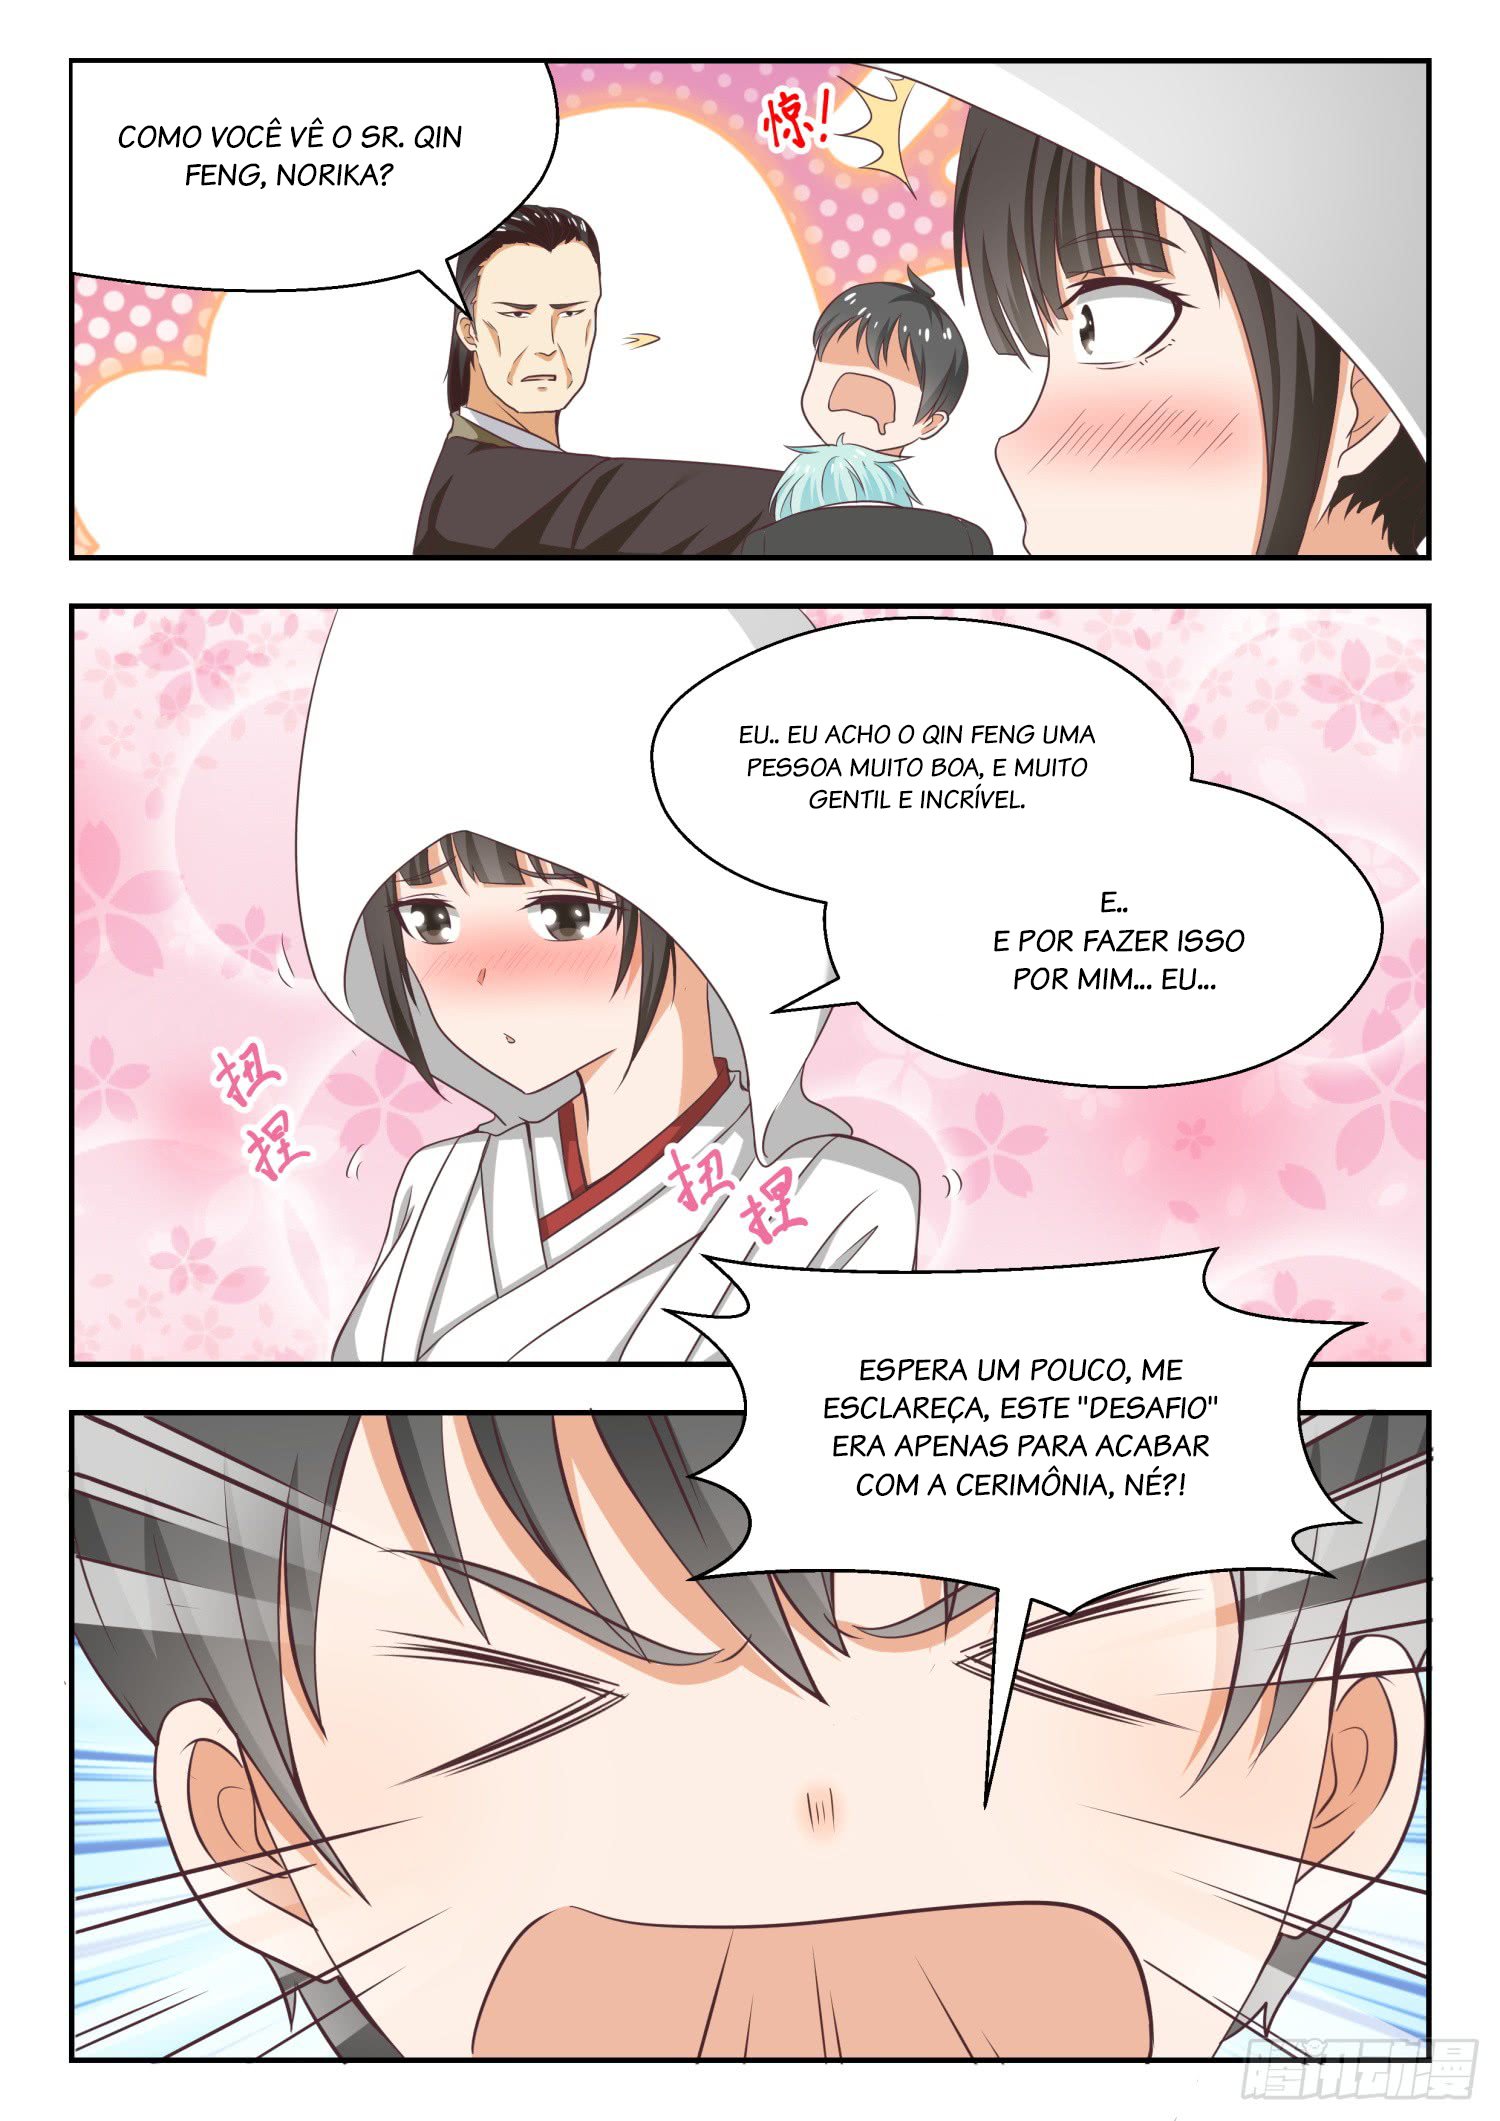 COMO VOCÊ VÊ O SR. QIN
FENG, NORIKA?
惊!
EU.. EU ACHO O QIN FENG UMA
PESSOA MUITO BOA, E MUITO
GENTIL E INCRÍVEL.
E..
E POR FAZER ISSO
POR MIM... EU...
扭
捏
扭
捏
ESPERA UM POUCO, ME
ESCLAREÇA, ESTE "DESAFIO"
ERA APENAS PARA ACABAR
COM A CERIMÔNIA, NÉ?!
腾讯动漫